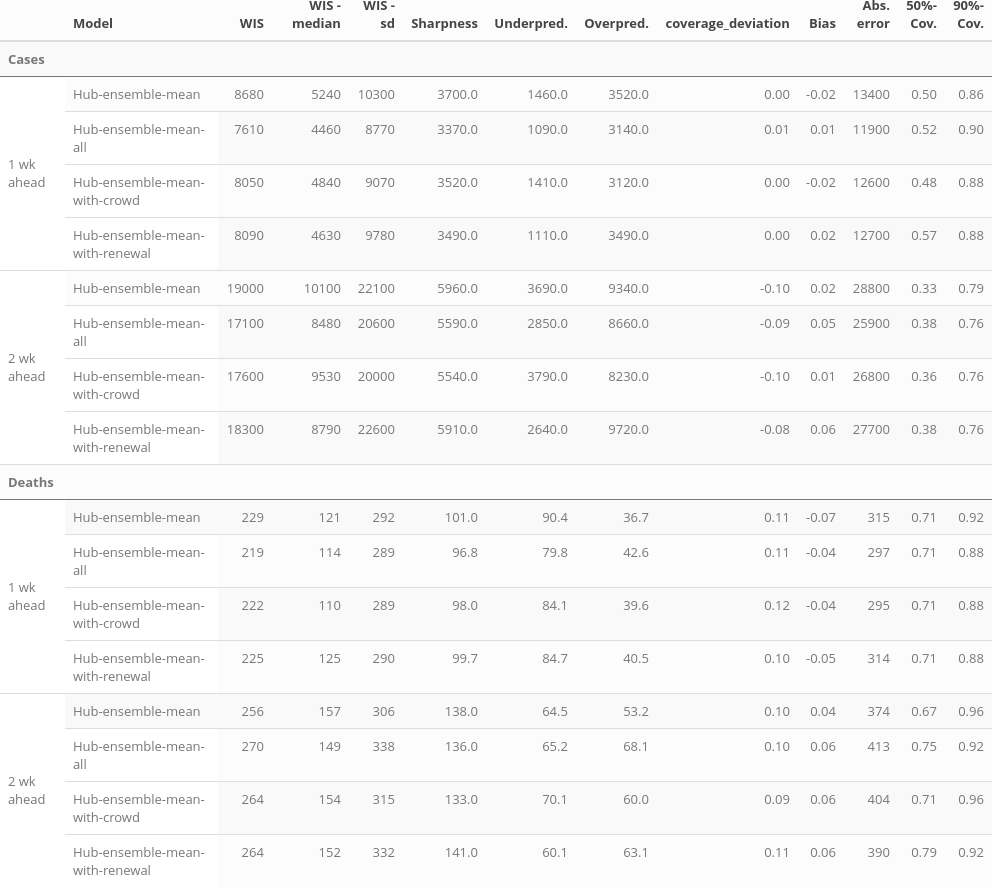 Model WIS WIS - median WIS - sd Sharpness Underpred. Overpred. coverage_deviation Bias Abs. error 50%-Cov. 90%-Cov.
Cases
1 wk ahead
Hub-ensemble-mean 8680 5240 10300 3700.0 1460.0 3520.0 0.00 -0.02 13400 0.50 0.86
Hub-ensemble-mean-all 7610 4460 8770 3370.0 1090.0 3140.0 0.01 0.01 11900 0.52 0.90
Hub-ensemble-mean-with-crowd 8050 4840 9070 3520.0 1410.0 3120.0 0.00 -0.02 12600 0.48 0.88
Hub-ensemble-mean-with-renewal 8090 4630 9780 3490.0 1110.0 3490.0 0.00 0.02 12700 0.57 0.88
2 wk ahead
Hub-ensemble-mean 19000 10100 22100 5960.0 3690.0 9340.0 -0.10 0.02 28800 0.33 0.79
Hub-ensemble-mean-all 17100 8480 20600 5590.0 2850.0 8660.0 -0.09 0.05 25900 0.38 0.76
Hub-ensemble-mean-with-crowd 17600 9530 20000 5540.0 3790.0 8230.0 -0.10 0.01 26800 0.36 0.76
Hub-ensemble-mean-with-renewal 18300 8790 22600 5910.0 2640.0 9720.0 -0.08 0.06 27700 0.38 0.76
Deaths
1 wk ahead
Hub-ensemble-mean 229 121 292 101.0 90.4 36.7 0.11 -0.07 315 0.71 0.92
Hub-ensemble-mean-all 219 114 289 96.8 79.8 42.6 0.11 -0.04 297 0.71 0.88
Hub-ensemble-mean-with-crowd 222 110 289 98.0 84.1 39.6 0.12 -0.04 295 0.71 0.88
Hub-ensemble-mean-with-renewal 225 125 290 99.7 84.7 40.5 0.10 -0.05 314 0.71 0.88
2 wk ahead
Hub-ensemble-mean 256 157 306 138.0 64.5 53.2 0.10 0.04 374 0.67 0.96
Hub-ensemble-mean-all 270 149 338 136.0 65.2 68.1 0.10 0.06 413 0.75 0.92
Hub-ensemble-mean-with-crowd 264 154 315 133.0 70.1 60.0 0.09 0.06 404 0.71 0.96
Hub-ensemble-mean-with-renewal 264 152 332 141.0 60.1 63.1 0.11 0.06 390 0.79 0.92